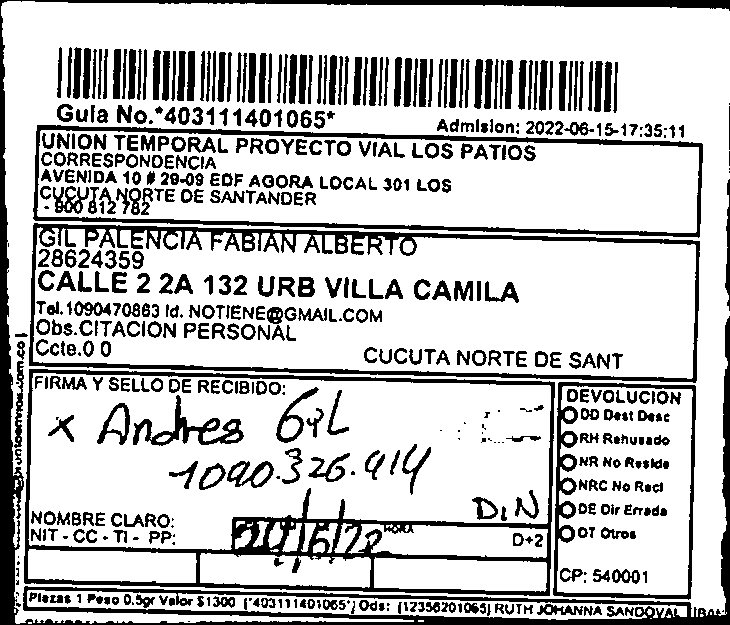 Guia No.*403111401065*
Admision: 2022-06-15-17:35:11
UNION TEMPORAL PROYECTO VIAL LOS PATIOS
CORRESPONDENCIA
AVENIDA 10 # 29-09 EDF AGORA LOCAL 301 LOS
CUCUTA NORTE DE SANTANDER
- 900 812 782
GIL PALENCIA FABIAN ALBERTO
28624359
CALLE 2 2A 132 URB VILLA CAMILA
Tel.1090470863 Id. NOTIENE@GMAIL.COM
Obs.CITACION PERSONAL
Ccte.0 0
CUCUTA NORTE DE SANT
FIRMA Y SELLO DE RECIBIDO:
x Andres Gil
1090.326.414
DIN
NOMBRE CLARO:
NIT - CC - TI - PP:
HORA
D+2
DEVOLUCION
DD Dest Desc
RH Rehusado
NR No Reside
NRC No Recl
DE Dir Errada
OT Otros
CP: 540001
Piezas 1 Peso 0.5gr Valor $1300 (*403111401065*) Ods: (12356201065) RUTH JOHANNA SANDOVAL